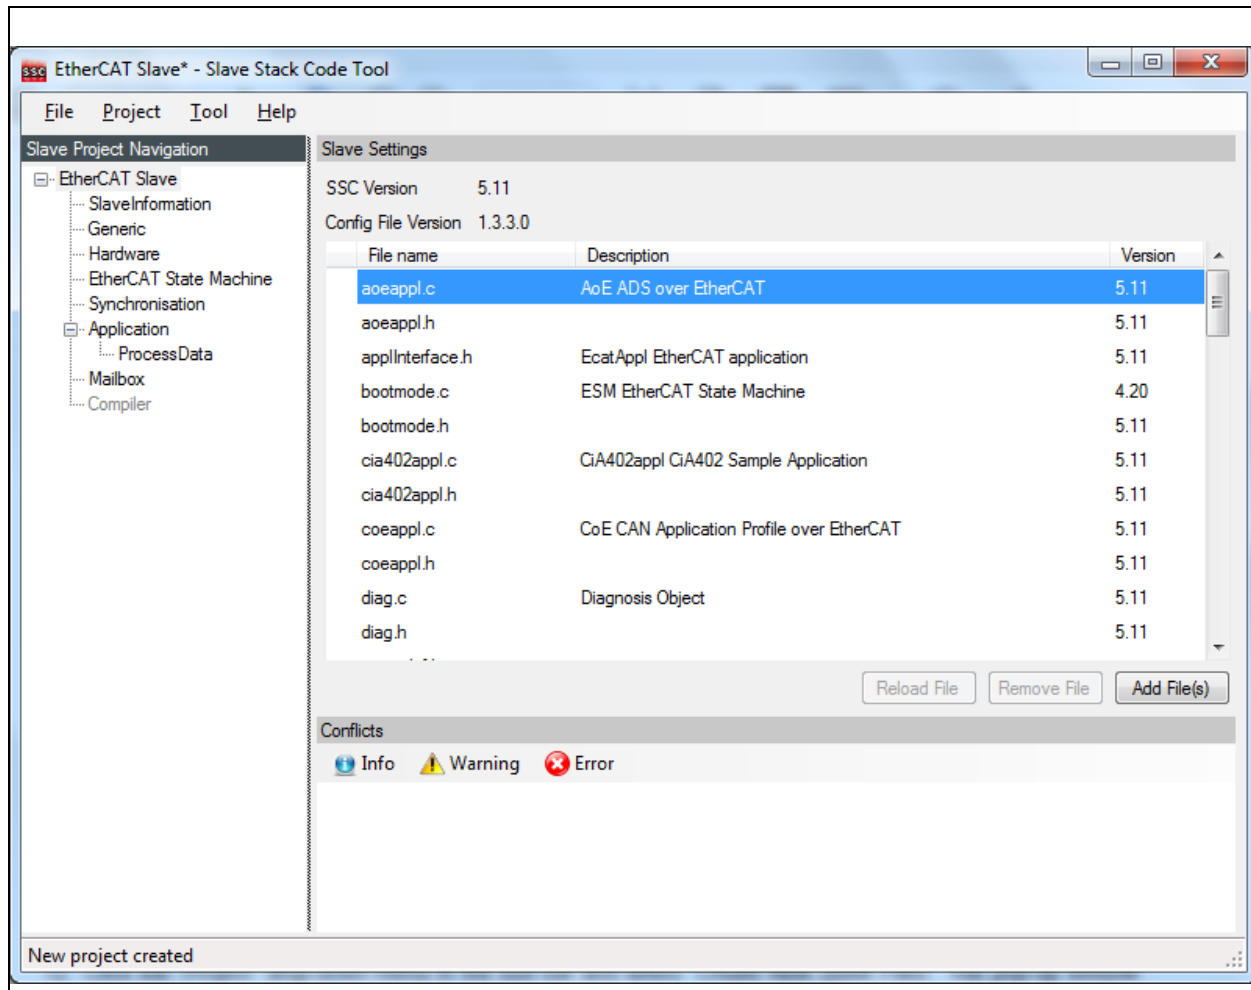 ssc EtherCAT Slave* - Slave Stack Code Tool
File Project Tool Help
Slave Project Navigation
EtherCAT Slave
SlaveInformation
Generic
Hardware
EtherCAT State Machine
Synchronisation
Application
ProcessData
Mailbox
Compiler
Slave Settings
SSC Version 5.11
Config File Version 1.3.3.0
File name Description Version
aoeappl.c AoE ADS over EtherCAT 5.11
aoeappl.h 5.11
applInterface.h EcatAppl EtherCAT application 5.11
bootmode.c ESM EtherCAT State Machine 4.20
bootmode.h 5.11
cia402appl.c CiA402appl CiA402 Sample Application 5.11
cia402appl.h 5.11
coeappl.c CoE CAN Application Profile over EtherCAT 5.11
coeappl.h 5.11
diag.c Diagnosis Object 5.11
diag.h 5.11
Reload File Remove File Add File(s)
Conflicts
Info Warning Error
New project created